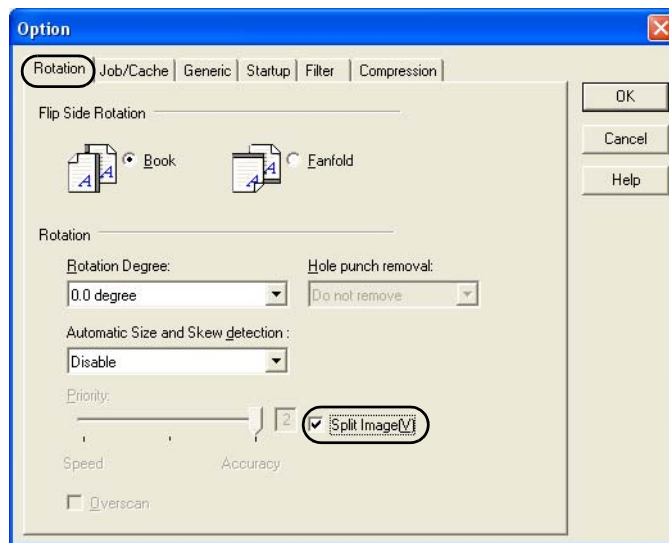 Option
Rotation Job/Cache Generic Startup Filter Compression
OK
Cancel
Help
Flip Side Rotation
A A Book A A Fanfold
Rotation
Rotation Degree: Hole punch removal:
0.0 degree Do not remove
Automatic Size and Skew detection :
Disable
Priority:
2 Split Image(V)
Speed Accuracy
Overscan